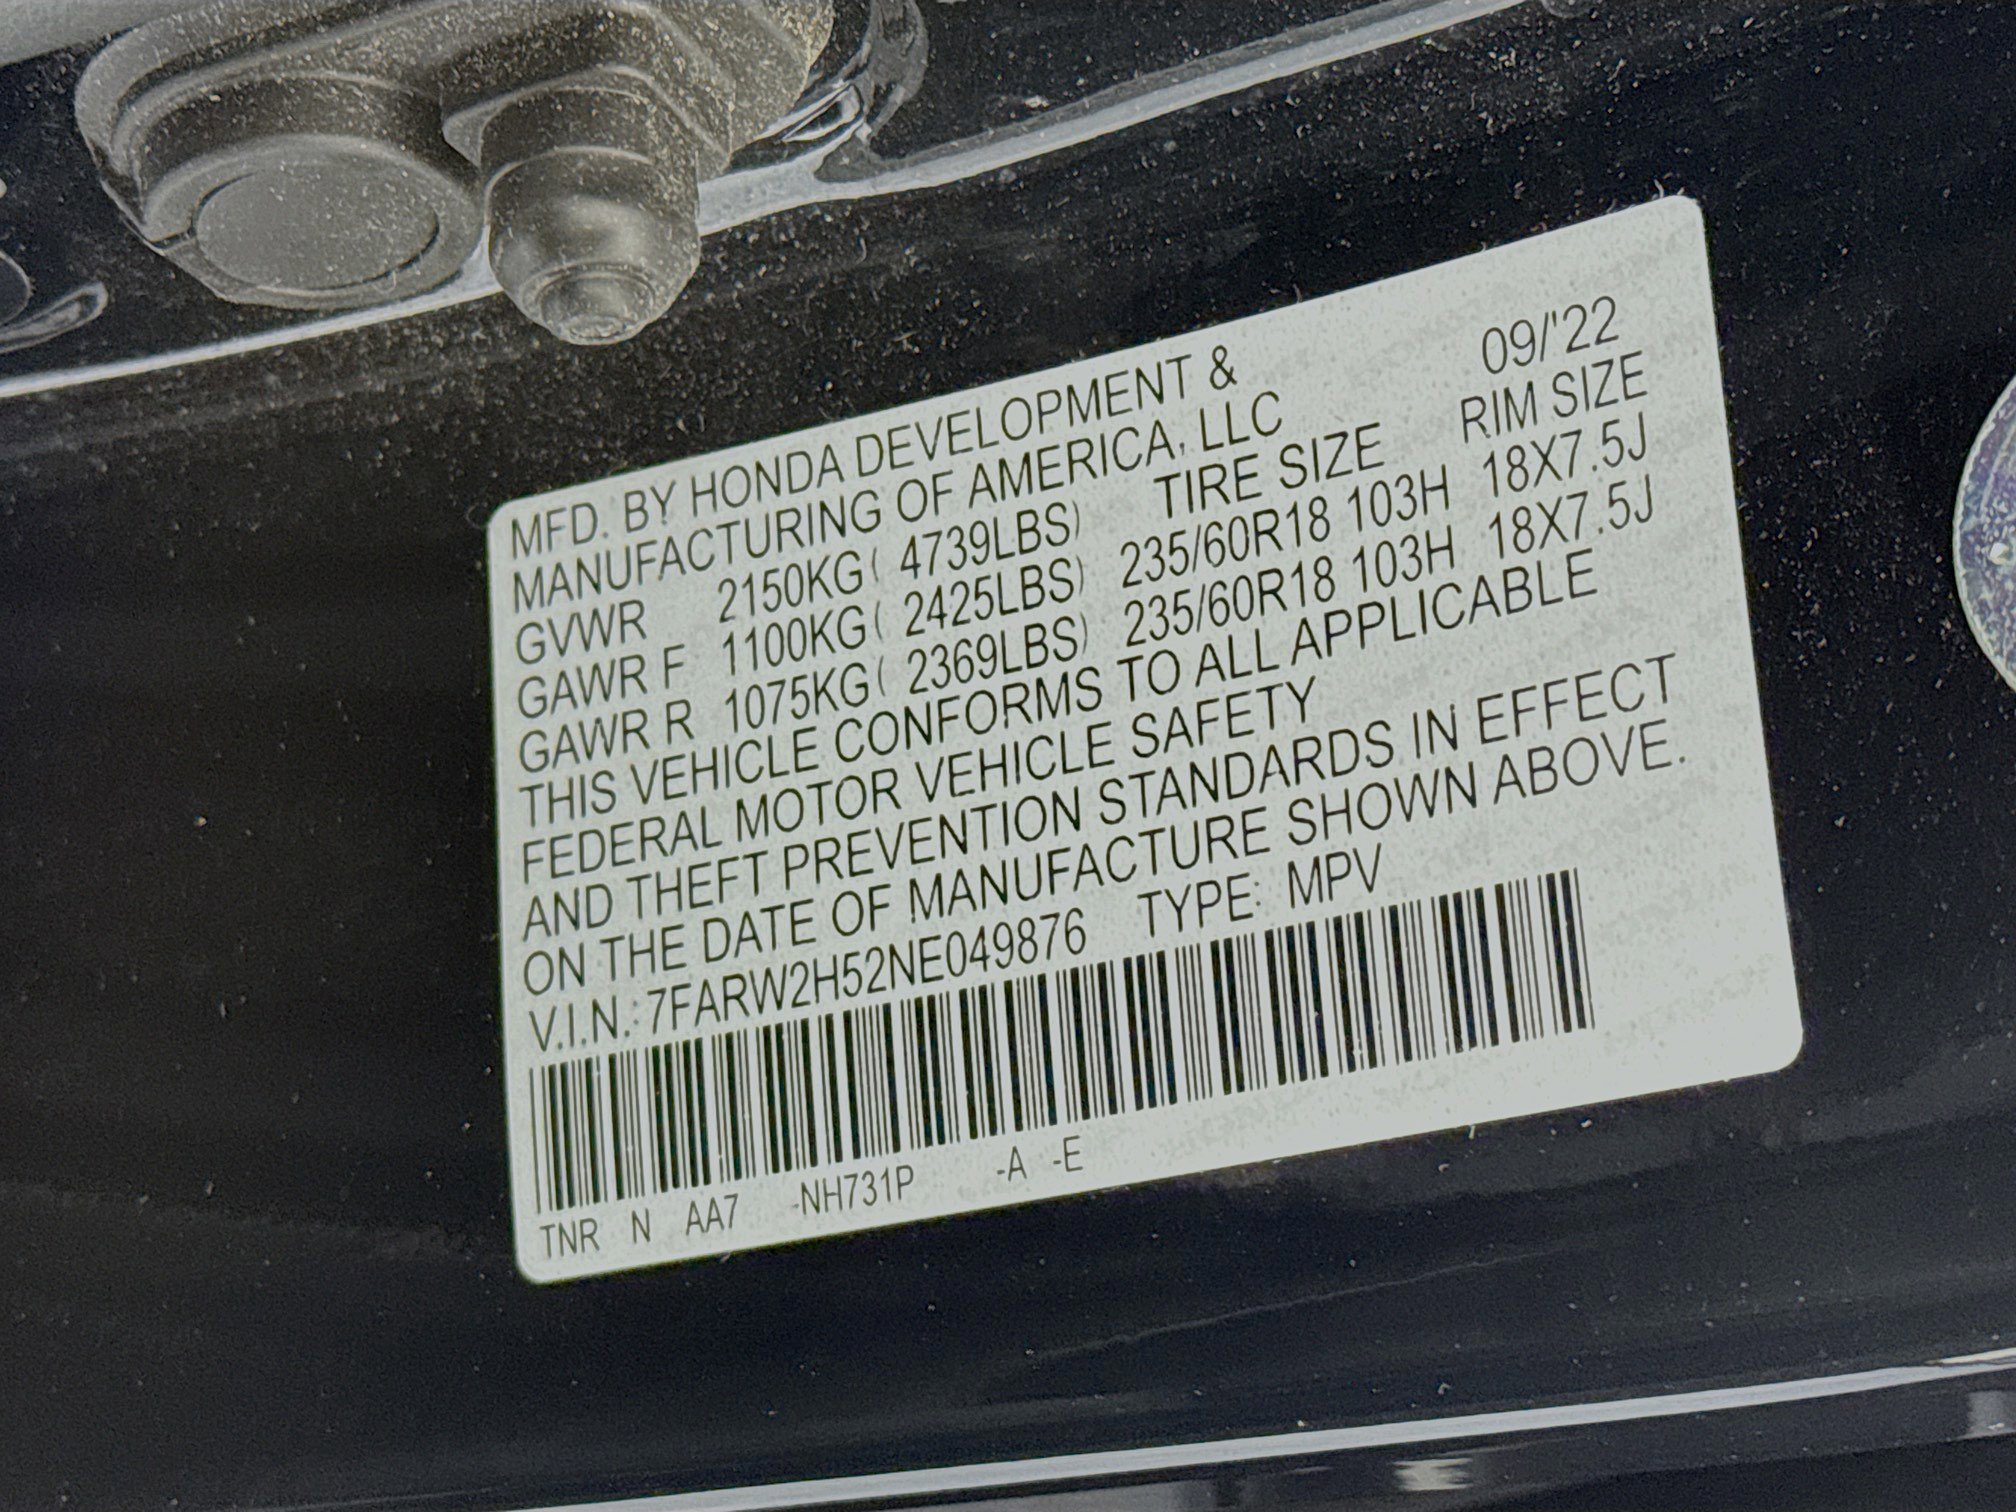 09/'22
MFD. BY HONDA DEVELOPMENT &
MANUFACTURING OF AMERICA, LLC
TIRE SIZE RIM SIZE
GVWR 2150KG( 4739LBS)
GAWR F 1100KG( 2425LBS) 235/60R18 103H 18X7.5J
GAWR R 1075KG( 2369LBS) 235/60R18 103H 18X7.5J
THIS VEHICLE CONFORMS TO ALL APPLICABLE
FEDERAL MOTOR VEHICLE SAFETY
AND THEFT PREVENTION STANDARDS IN EFFECT
ON THE DATE OF MANUFACTURE SHOWN ABOVE.
V.I.N.: 7FARW2H52NE049876 TYPE: MPV
TNR N AA7 -NH731P -A -E